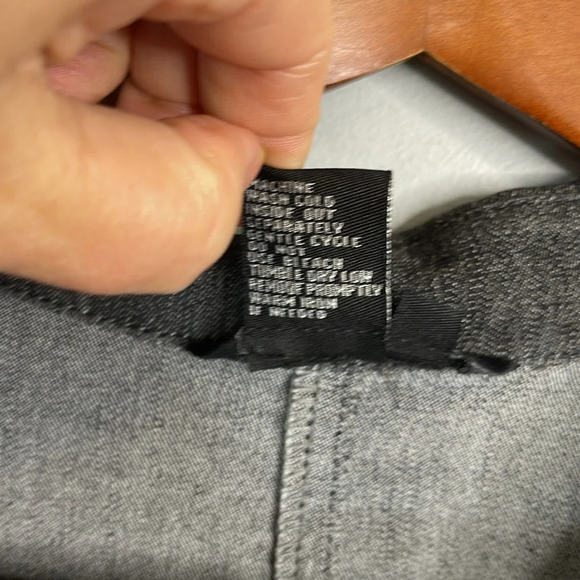 MACHINE
WASH COLD
INSIDE OUT
SEPARATELY
GENTLE CYCLE
DO NOT
USE BLEACH
TUMBLE DRY LOW
REMOVE PROMPTLY
WARM IRON
IF NEEDED